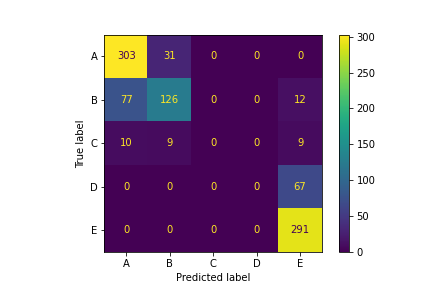 A 303 31 0 0 0
B 77 126 0 0 12
C 10 9 0 0 9
D 0 0 0 0 67
E 0 0 0 0 291
A B C D E
True label
Predicted label
300
250
200
150
100
50
0